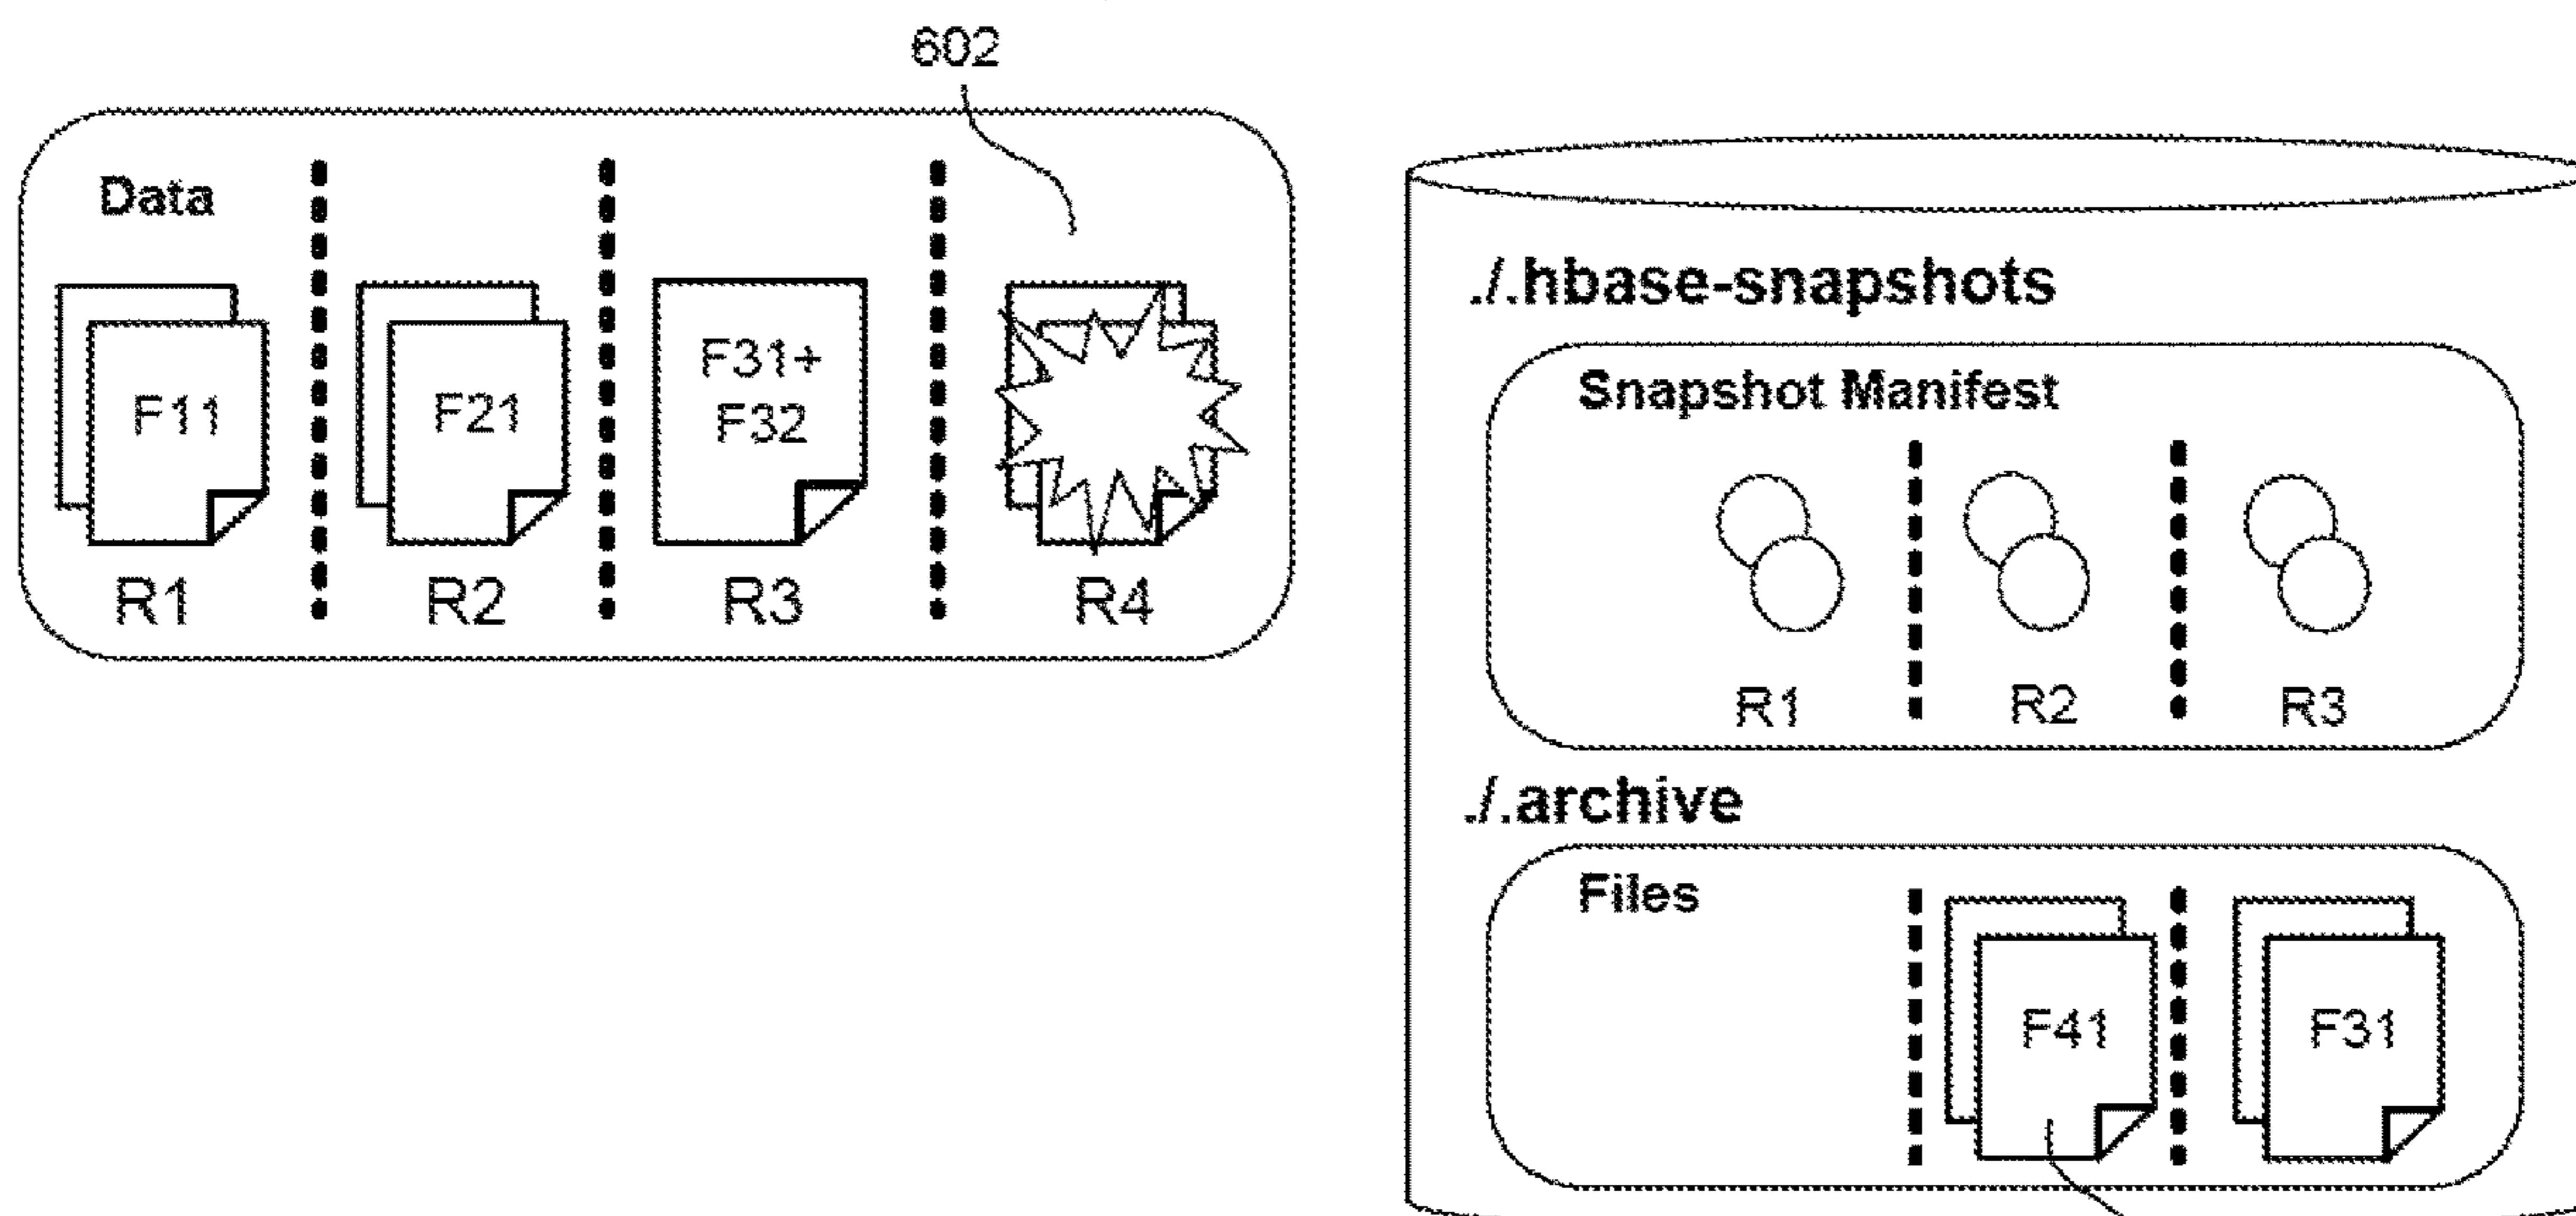 602
Data
F11
F21
F31+
F32
R1
R2
R3
R4
./.hbase-snapshots
Snapshot Manifest
R1
R2
R3
./.archive
Files
F41
F31